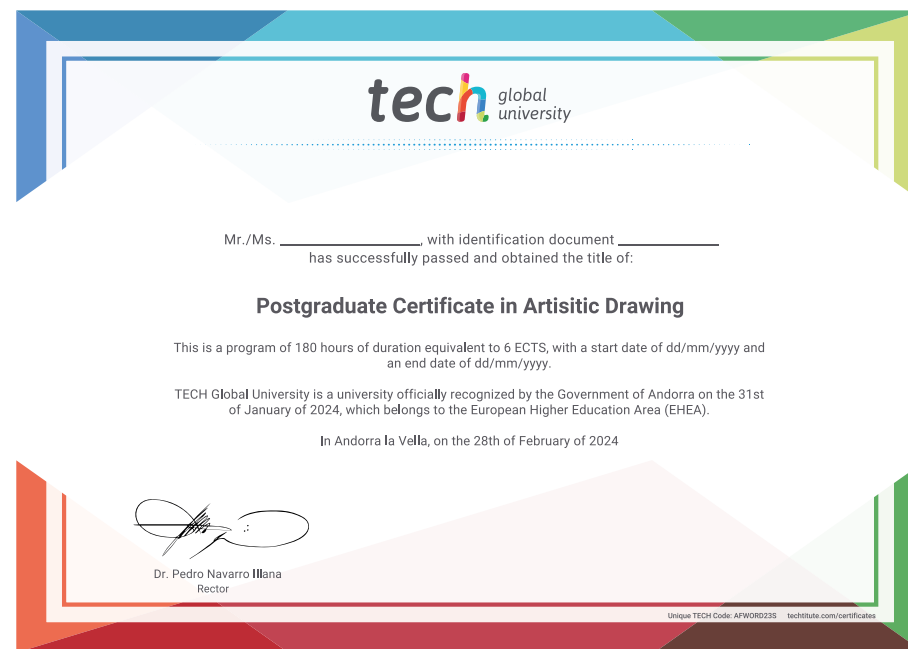 tech global
university
Mr./Ms. ____________________, with identification document ______________
has successfully passed and obtained the title of:
Postgraduate Certificate in Artisitic Drawing
This is a program of 180 hours of duration equivalent to 6 ECTS, with a start date of dd/mm/yyyy and
an end date of dd/mm/yyyy.
TECH Global University is a university officially recognized by the Government of Andorra on the 31st
of January of 2024, which belongs to the European Higher Education Area (EHEA).
In Andorra la Vella, on the 28th of February of 2024
Dr. Pedro Navarro Illana
Rector
Unique TECH Code: AFWORD23S techtitute.com/certificates